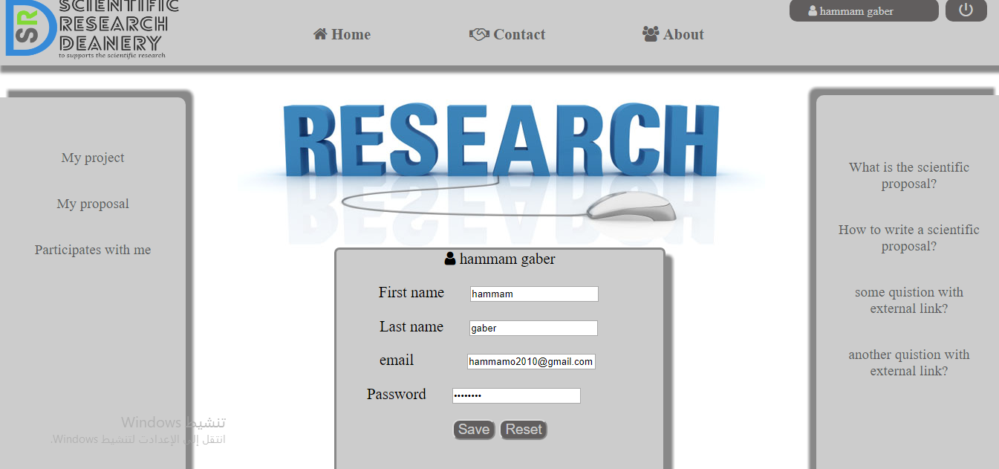 SCIENTIFIC
RESEARCH
DEANERY
to supports the scientific research
SR
Home
Contact
About
hammam gaber
My project
My proposal
Participates with me
RESEARCH
hammam gaber
First name hammam
Last name gaber
email hammamo2010@gmail.com
Password ••••••••
Save Reset
What is the scientific
proposal?
How to write a scientific
proposal?
some quistion with
external link?
another quistion with
external link?
تنشيط Windows
انتقل إلى الإعدادت لتنشيط Windows.